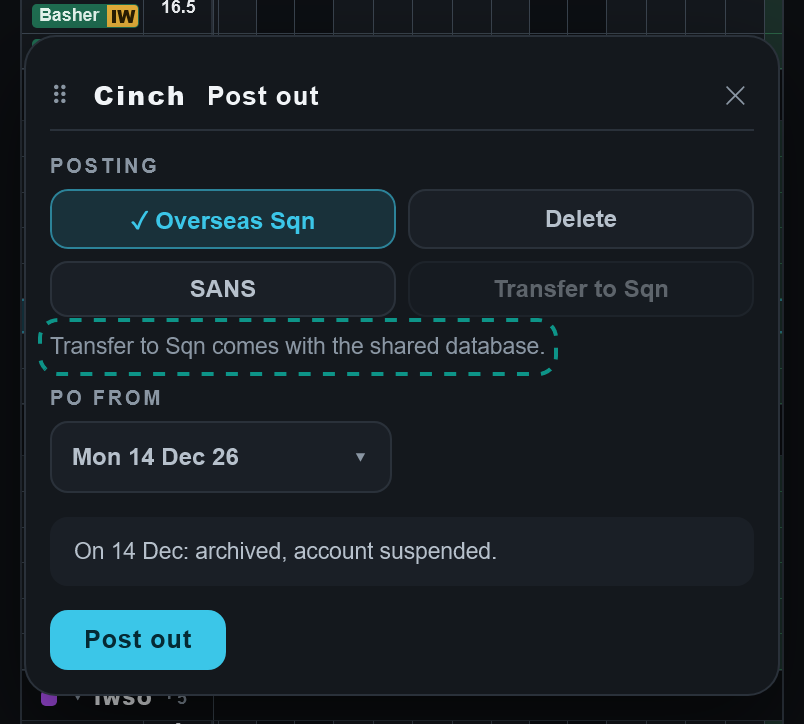 Basher IW 16.5
Cinch Post out
POSTING
✓ Overseas Sqn
Delete
SANS
Transfer to Sqn
Transfer to Sqn comes with the shared database.
PO FROM
Mon 14 Dec 26 ▼
On 14 Dec: archived, account suspended.
Post out
IWSO · 5